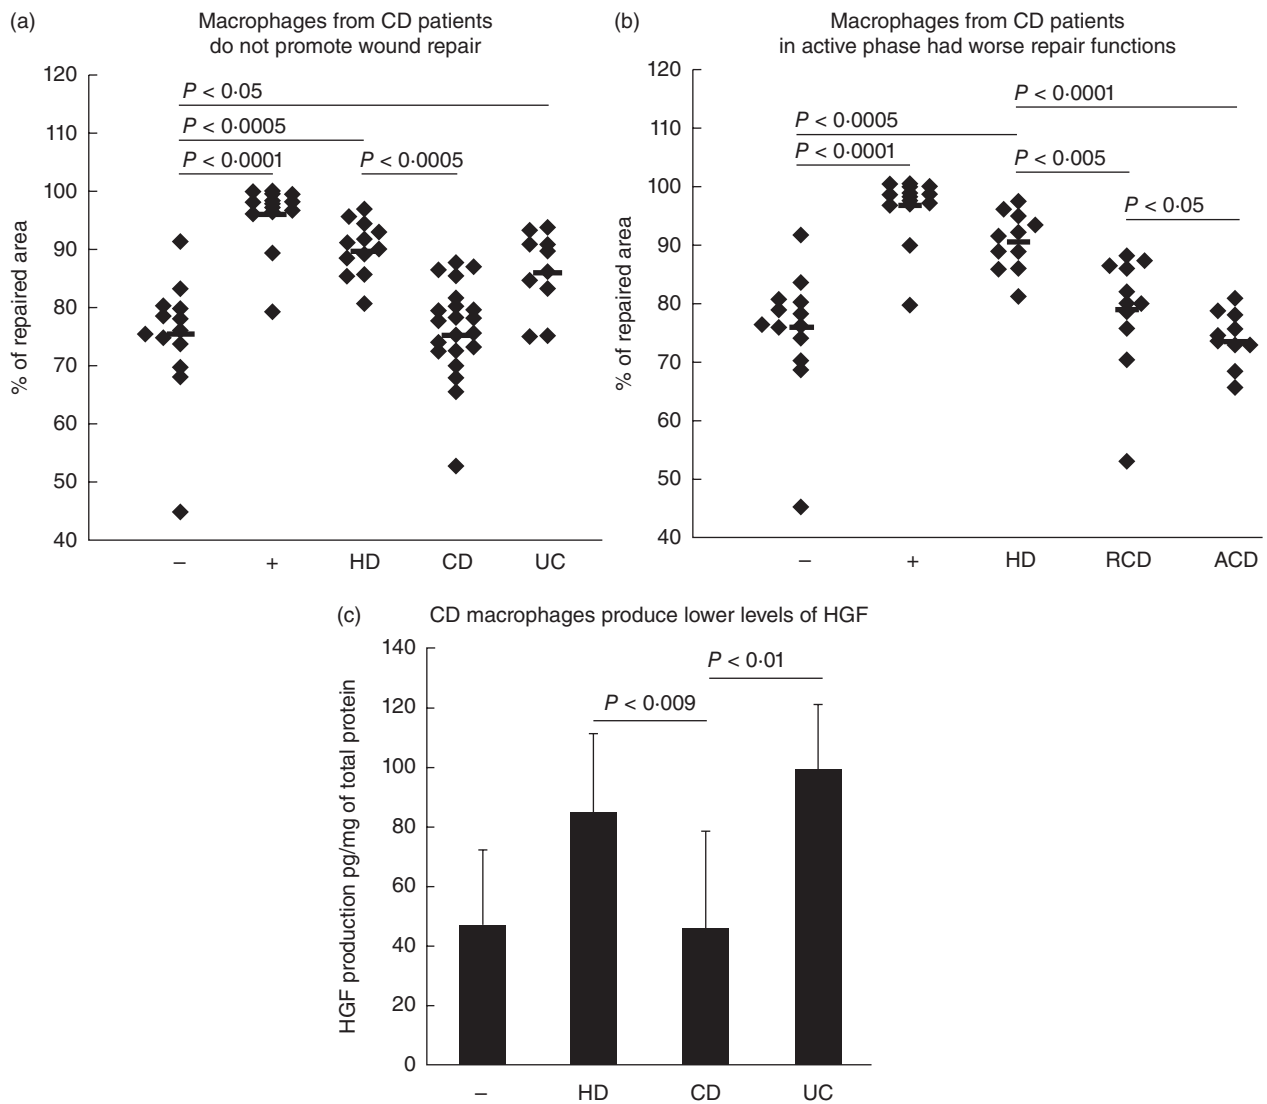 (a)
Macrophages from CD patients
do not promote wound repair
120
110
100
90
80
70
60
50
40
% of repaired area
P < 0·05
P < 0·0005
P < 0·0001
P < 0·0005
– + HD CD UC
(b)
Macrophages from CD patients
in active phase had worse repair functions
120
110
100
90
80
70
60
50
40
% of repaired area
P < 0·0001
P < 0·0005
P < 0·0001
P < 0·005
P < 0·05
– + HD RCD ACD
(c)
CD macrophages produce lower levels of HGF
140
120
100
80
60
40
20
0
HGF production pg/mg of total protein
P < 0·01
P < 0·009
– HD CD UC